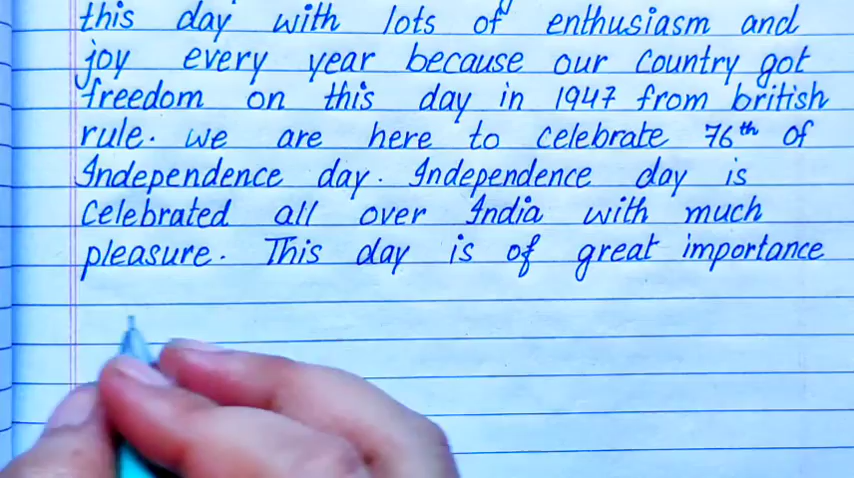 this day with lots of enthusiasm and
joy every year because our country got
freedom on this day in 1947 from british
rule. we are here to celebrate 76th of
Independence day. Independence day is
celebrated all over India with much
pleasure. This day is of great importance